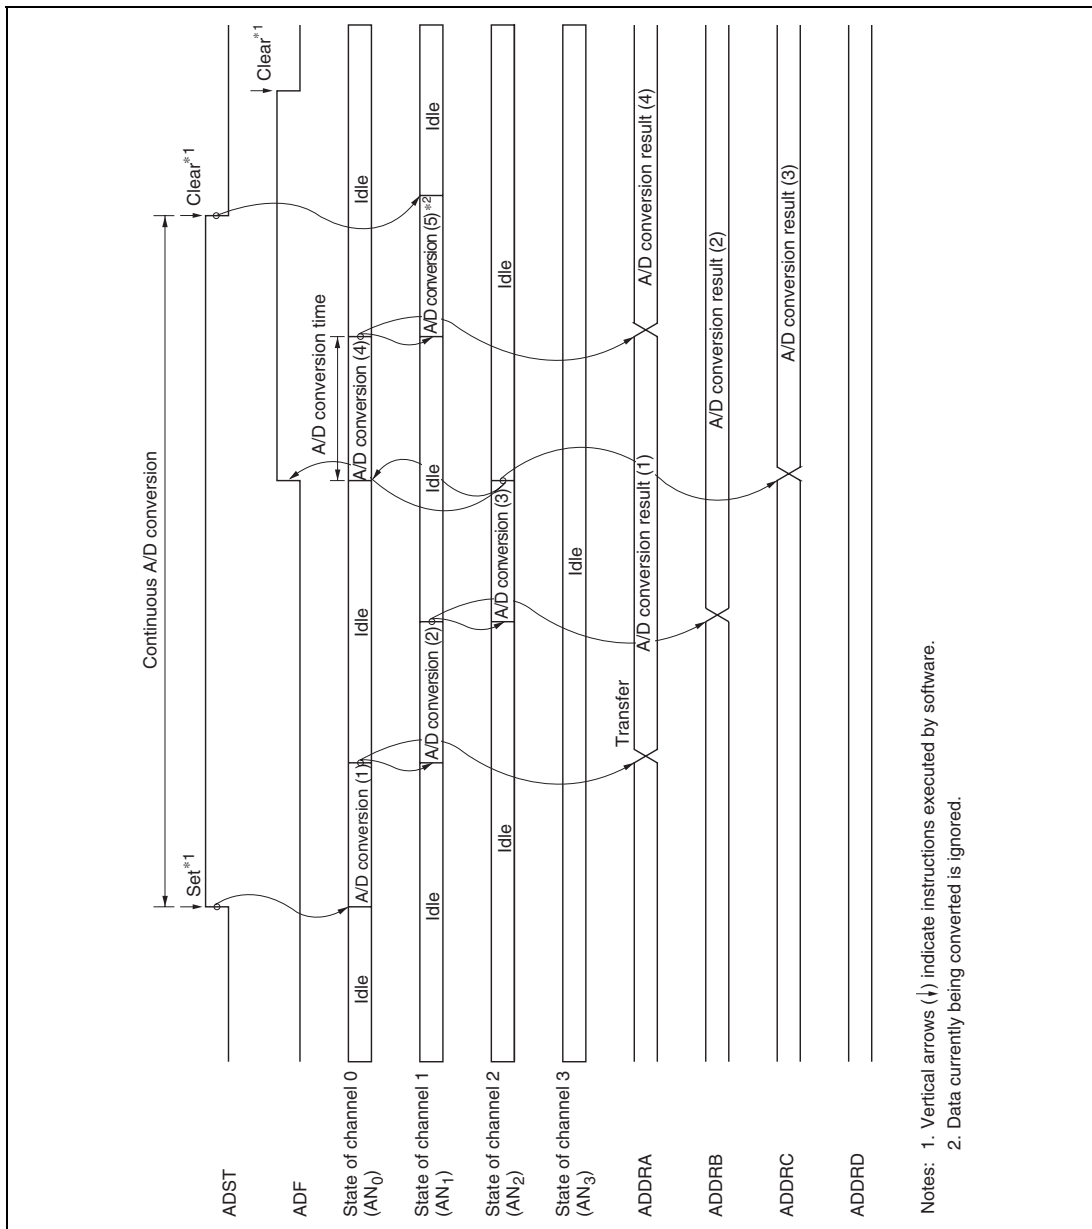 Continuous A/D conversion
Set*1
Clear*1
ADST
A/D conversion time
Clear*1
ADF
State of channel 0
(AN0)
Idle
A/D conversion (1)
Idle
A/D conversion (4)
Idle
State of channel 1
(AN1)
Idle
A/D conversion (2)
Idle
A/D conversion (5)*2
Idle
State of channel 2
(AN2)
Idle
A/D conversion (3)
Idle
State of channel 3
(AN3)
Idle
Transfer
ADDRA
A/D conversion result (1)
A/D conversion result (4)
ADDRB
A/D conversion result (2)
ADDRC
A/D conversion result (3)
ADDRD
Notes: 1. Vertical arrows (↓) indicate instructions executed by software.
2. Data currently being converted is ignored.